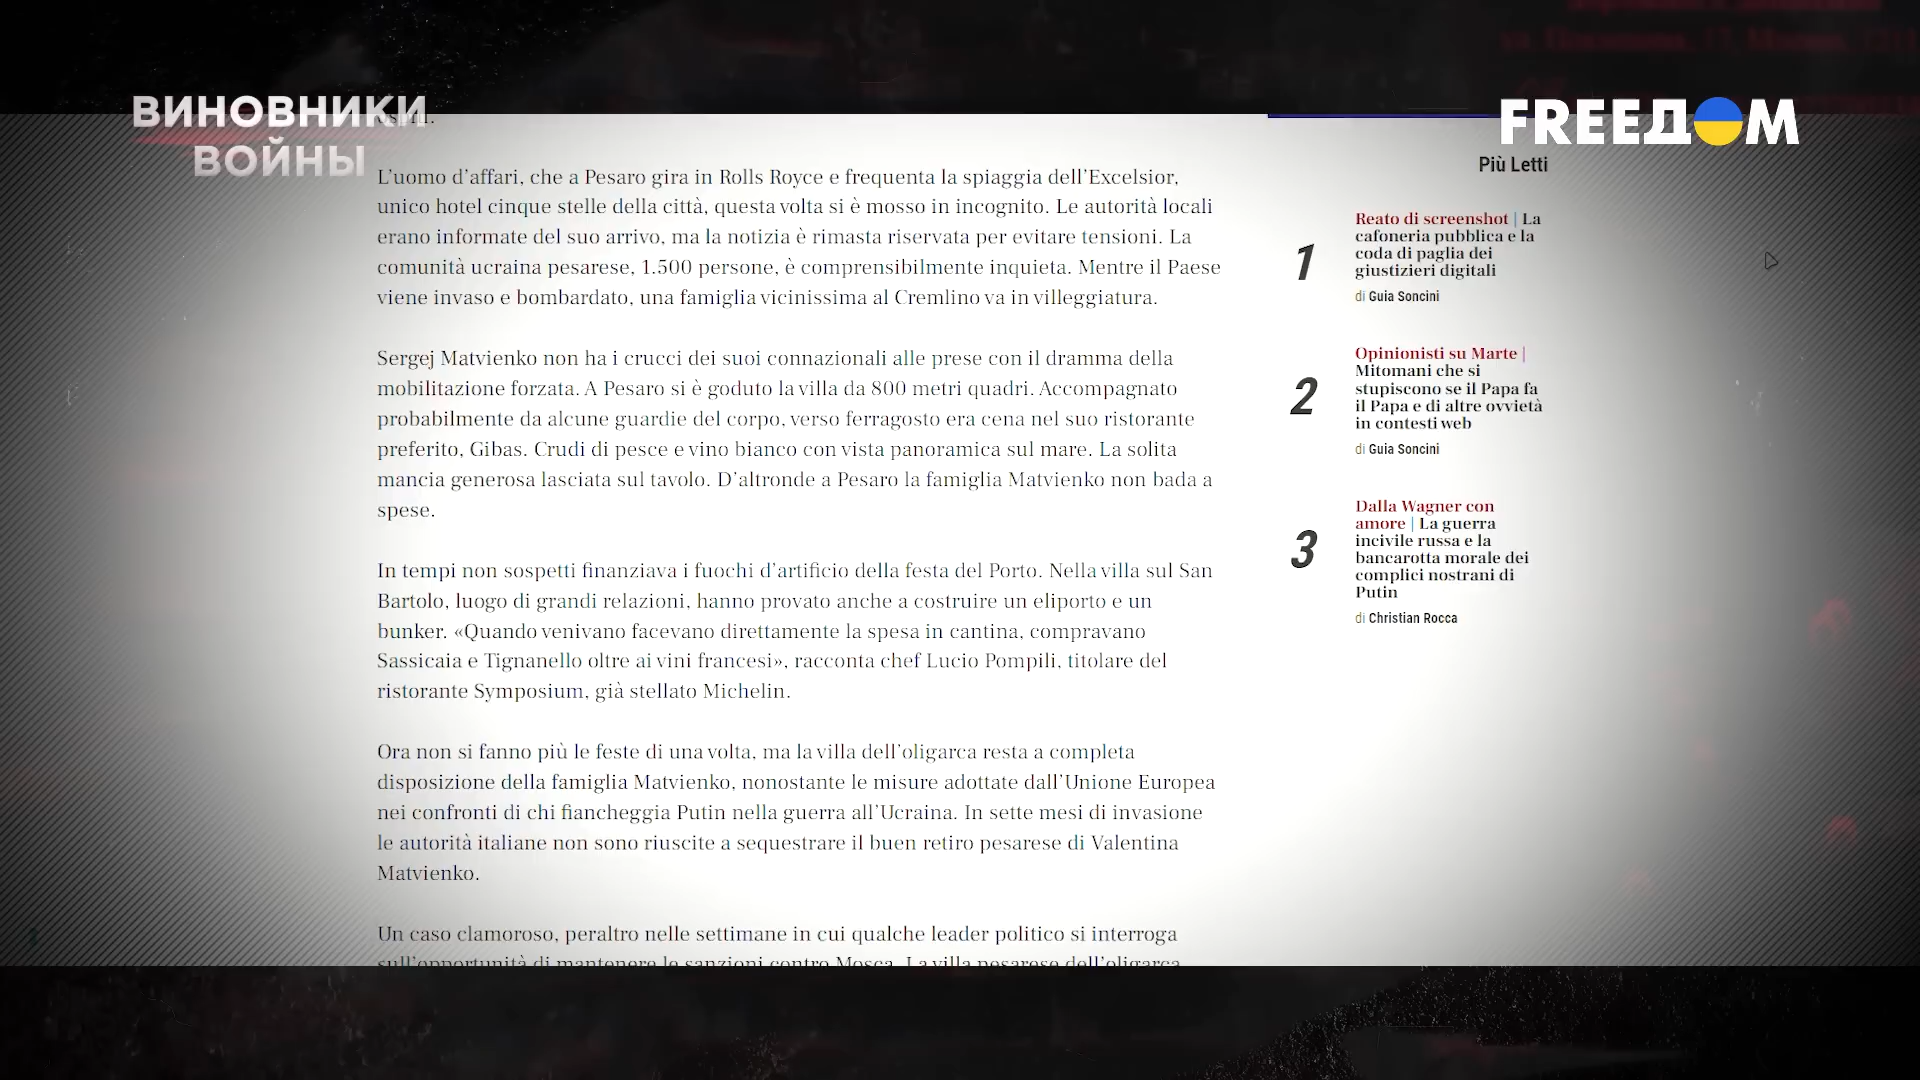 ВИНОВНИКИ
ВОЙНЫ
FREEДOM
L'uomo d'affari, che a Pesaro gira in Rolls Royce e frequenta la spiaggia dell'Excelsior,
unico hotel cinque stelle della città, questa volta si è mosso in incognito. Le autorità locali
erano informate del suo arrivo, ma la notizia è rimasta riservata per evitare tensioni. La
comunità ucraina pesarese, 1.500 persone, è comprensibilmente inquieta. Mentre il Paese
viene invaso e bombardato, una famiglia vicinissima al Cremlino va in villeggiatura.
Sergej Matvienko non ha i crucci dei suoi connazionali alle prese con il dramma della
mobilitazione forzata. A Pesaro si è goduto la villa da 800 metri quadri. Accompagnato
probabilmente da alcune guardie del corpo, verso ferragosto era cena nel suo ristorante
preferito, Gibas. Crudi di pesce e vino bianco con vista panoramica sul mare. La solita
mancia generosa lasciata sul tavolo. D'altronde a Pesaro la famiglia Matvienko non bada a
spese.
In tempi non sospetti finanziava i fuochi d'artificio della festa del Porto. Nella villa sul San
Bartolo, luogo di grandi relazioni, hanno provato anche a costruire un eliporto e un
bunker. «Quando venivano facevano direttamente la spesa in cantina, compravano
Sassicaia e Tignanello oltre ai vini francesi», racconta chef Lucio Pompili, titolare del
ristorante Symposium, già stellato Michelin.
Ora non si fanno più le feste di una volta, ma la villa dell'oligarca resta a completa
disposizione della famiglia Matvienko, nonostante le misure adottate dall'Unione Europea
nei confronti di chi fiancheggia Putin nella guerra all'Ucraina. In sette mesi di invasione
le autorità italiane non sono riuscite a sequestrare il buen retiro pesarese di Valentina
Matvienko.
Un caso clamoroso, peraltro nelle settimane in cui qualche leader politico si interroga
sull'opportunità di mantenere le sanzioni contro Mosca. La villa pesarese dell'oligarca
Più Letti
1
Reato di screenshot | La
cafoneria pubblica e la
coda di paglia dei
giustizieri digitali
di Guia Soncini
2
Opinionisti su Marte |
Mitomani che si
stupiscono se il Papa fa
il Papa e di altre ovvietà
in contesti web
di Guia Soncini
3
Dalla Wagner con
amore | La guerra
incivile russa e la
bancarotta morale dei
complici nostrani di
Putin
di Christian Rocca